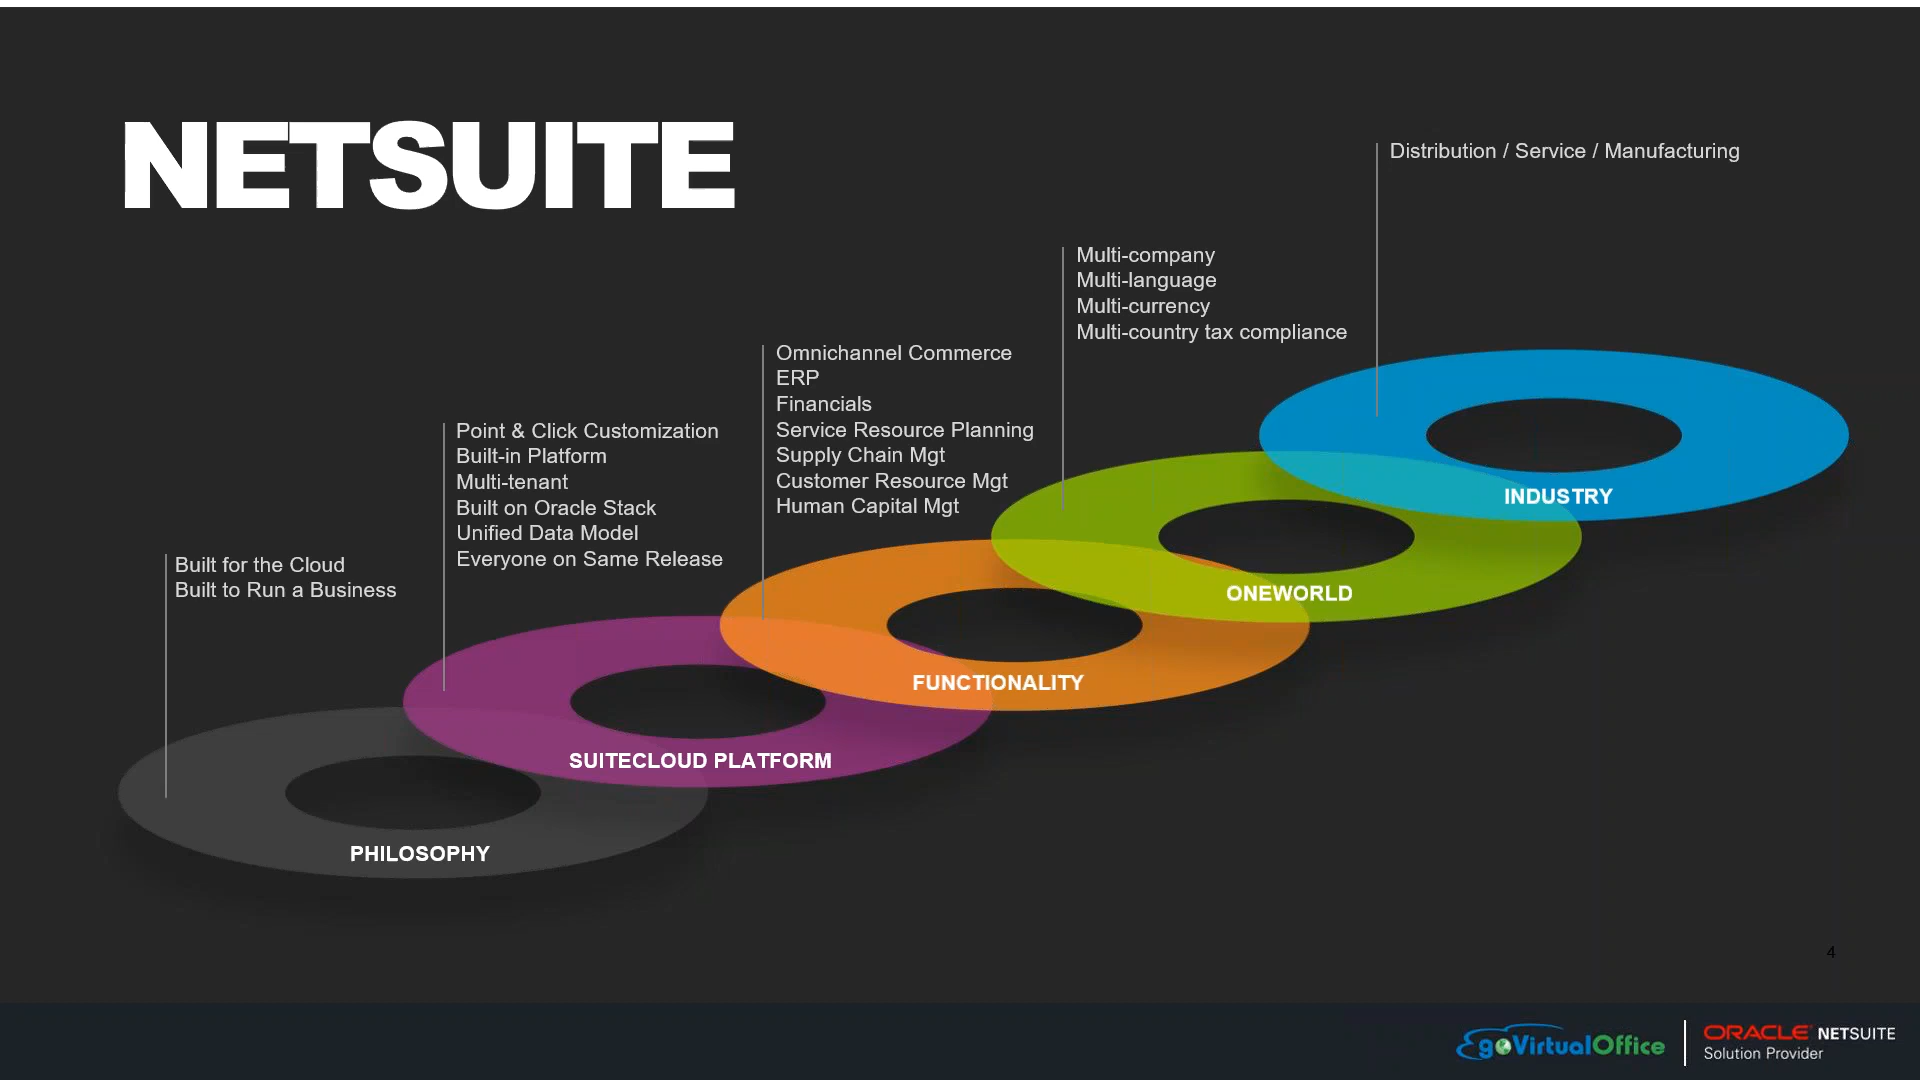 NETSUITE
Distribution / Service / Manufacturing
Multi-company
Multi-language
Multi-currency
Multi-country tax compliance
Omnichannel Commerce
ERP
Financials
Service Resource Planning
Supply Chain Mgt
Customer Resource Mgt
Human Capital Mgt
Point & Click Customization
Built-in Platform
Multi-tenant
Built on Oracle Stack
Unified Data Model
Everyone on Same Release
Built for the Cloud
Built to Run a Business
INDUSTRY
ONEWORLD
FUNCTIONALITY
SUITECLOUD PLATFORM
PHILOSOPHY
4
goVirtualOffice
ORACLE NETSUITE
Solution Provider